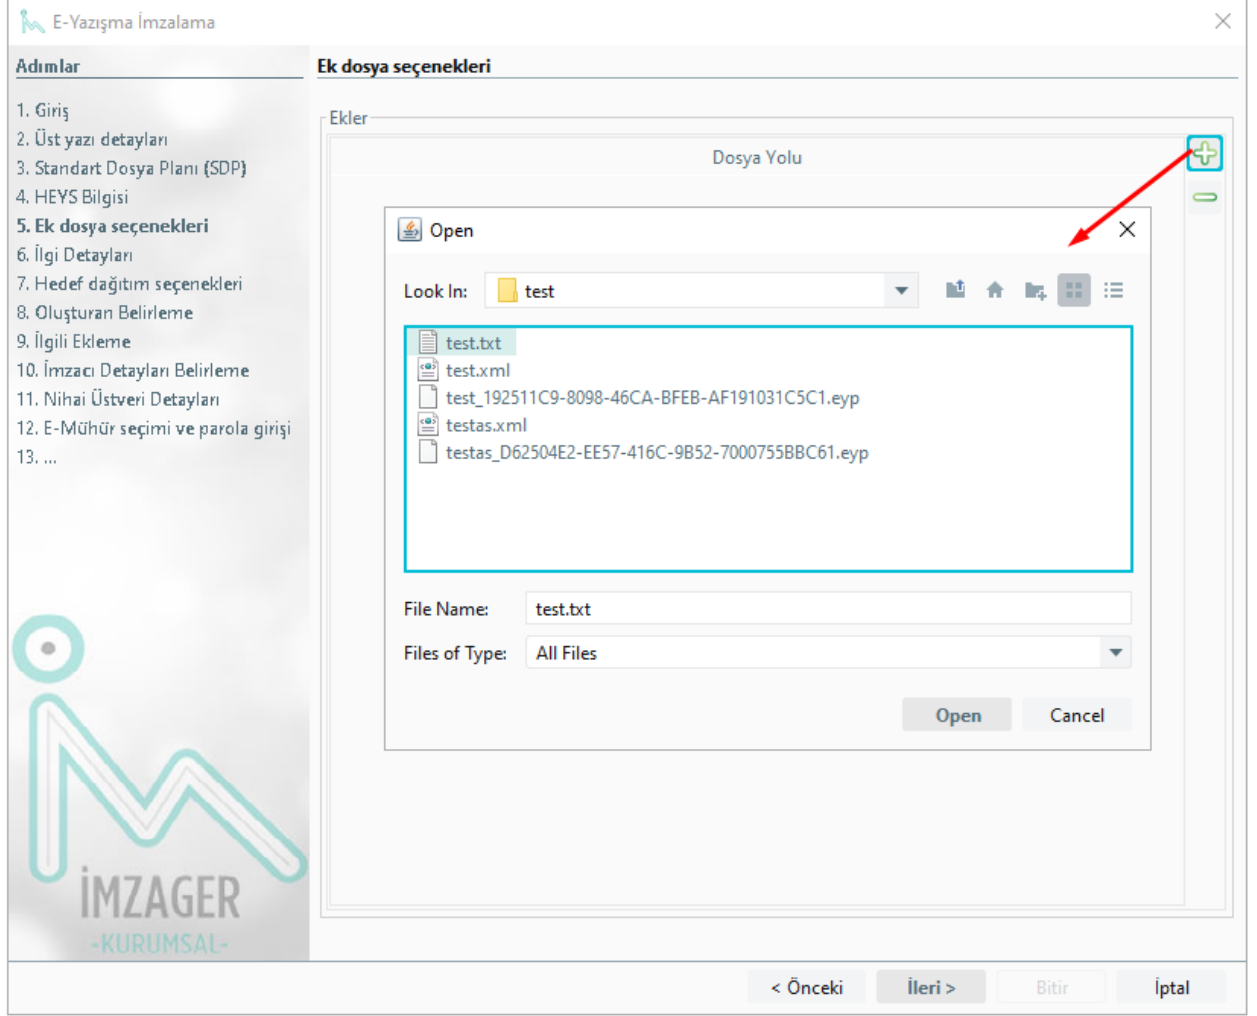 E-Yazışma İmzalama
Adımlar
1. Giriş
2. Üst yazı detayları
3. Standart Dosya Planı (SDP)
4. HEYS Bilgisi
5. Ek dosya seçenekleri
6. İlgi Detayları
7. Hedef dağıtım seçenekleri
8. Oluşturan Belirleme
9. İlgili Ekleme
10. İmzacı Detayları Belirleme
11. Nihai Üstveri Detayları
12. E-Mühür seçimi ve parola girişi
13. ...
İMZAGER
-KURUMSAL-
Ek dosya seçenekleri
Ekler
Dosya Yolu
Open
Look In: test
test.txt
test.xml
test_192511C9-8098-46CA-BFEB-AF191031C5C1.eyp
testas.xml
testas_D62504E2-EE57-416C-9B52-7000755BBC61.eyp
File Name: test.txt
Files of Type: All Files
Open Cancel
< Önceki İleri > Bitir İptal